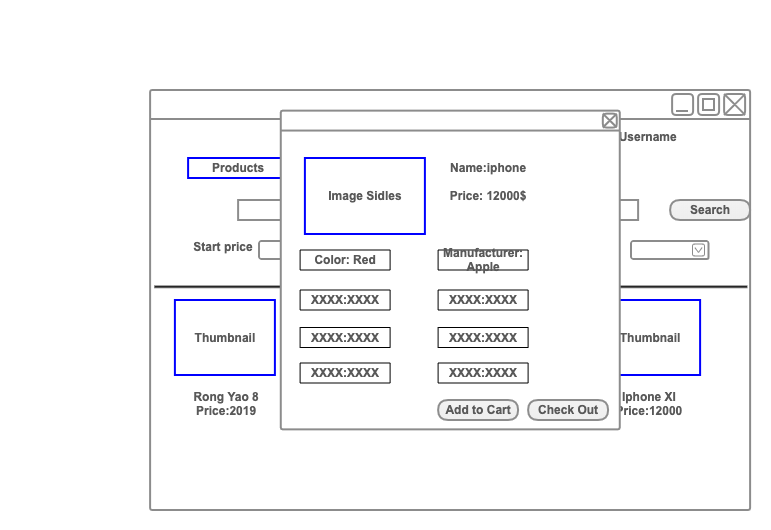 Username
Products
Image Sidles
Name:iphone
Price: 12000$
Search
Start price
Color: Red
Manufacturer:
Apple
XXXX:XXXX
XXXX:XXXX
Thumbnail
XXXX:XXXX
XXXX:XXXX
Thumbnail
XXXX:XXXX
XXXX:XXXX
Rong Yao 8
Price:2019
Iphone XI
Price:12000
Add to Cart
Check Out